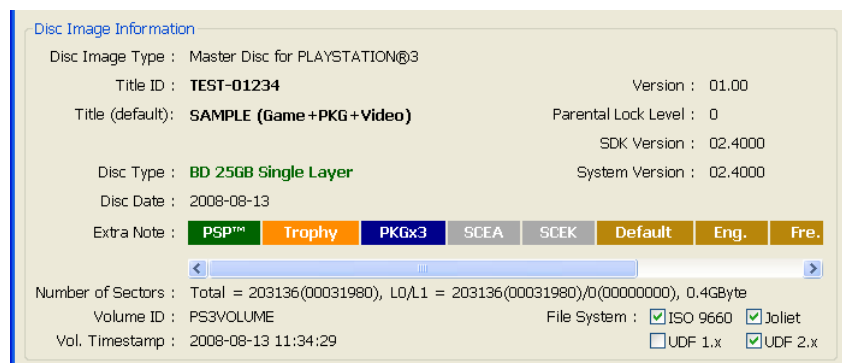 Disc Image Information
Disc Image Type : Master Disc for PLAYSTATION®3
Title ID : TEST-01234 Version : 01.00
Title (default): SAMPLE (Game+PKG+Video) Parental Lock Level : 0
SDK Version : 02.4000
Disc Type : BD 25GB Single Layer System Version : 02.4000
Disc Date : 2008-08-13
Extra Note : PSP™ Trophy PKGx3 SCEA SCEK Default Eng. Fre.
Number of Sectors : Total = 203136(00031980), L0/L1 = 203136(00031980)/0(00000000), 0.4GByte
Volume ID : PS3VOLUME File System : ISO 9660 Joliet
Vol. Timestamp : 2008-08-13 11:34:29 UDF 1.x UDF 2.x